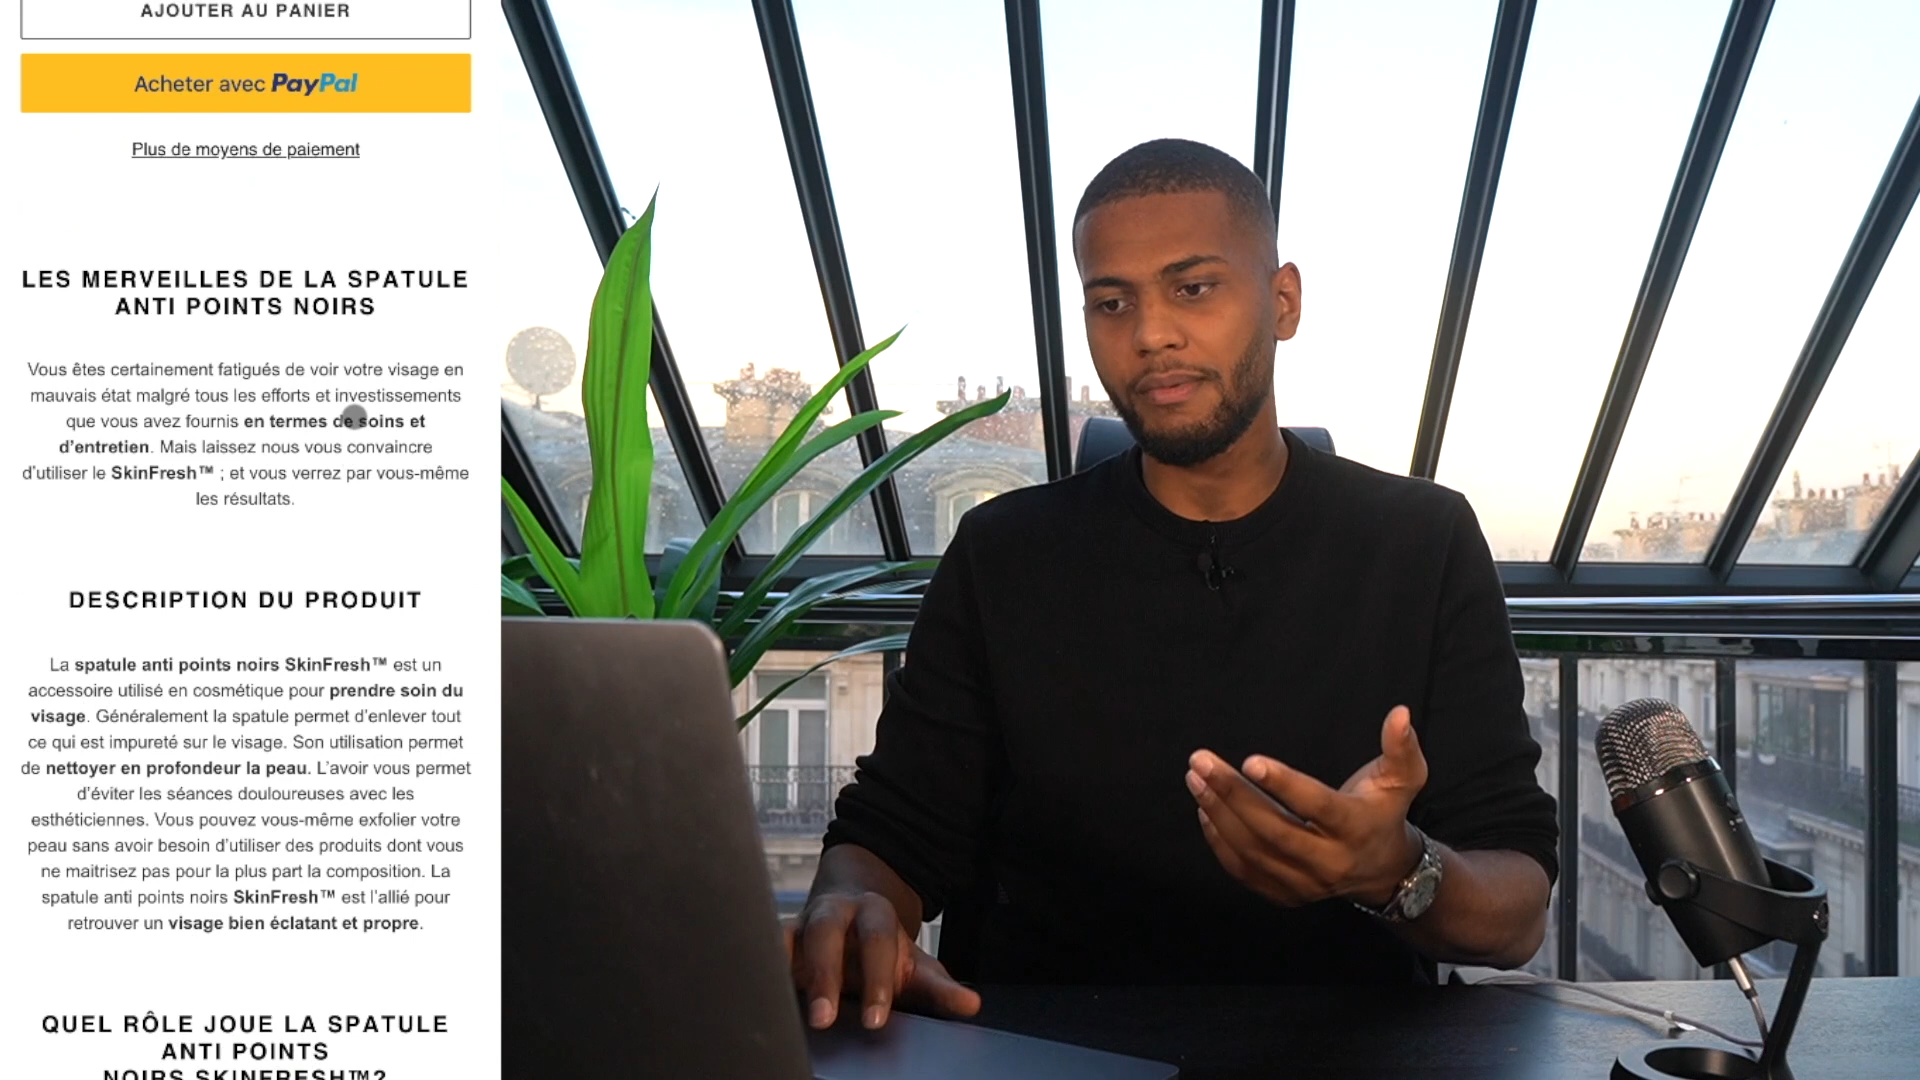 AJOUTER AU PANIER
Acheter avec PayPal
Plus de moyens de paiement
LES MERVEILLES DE LA SPATULE
ANTI POINTS NOIRS
Vous êtes certainement fatigués de voir votre visage en
mauvais état malgré tous les efforts et investissements
que vous avez fournis en termes de soins et
d’entretien. Mais laissez nous vous convaincre
d’utiliser le SkinFresh™ ; et vous verrez par vous-même
les résultats.
DESCRIPTION DU PRODUIT
La spatule anti points noirs SkinFresh™ est un
accessoire utilisé en cosmétique pour prendre soin du
visage. Généralement la spatule permet d’enlever tout
ce qui est impureté sur le visage. Son utilisation permet
de nettoyer en profondeur la peau. L’avoir vous permet
d’éviter les séances douloureuses avec les
esthéticiennes. Vous pouvez vous-même exfolier votre
peau sans avoir besoin d’utiliser des produits dont vous
ne maitrisez pas pour la plus part la composition. La
spatule anti points noirs SkinFresh™ est l’allié pour
retrouver un visage bien éclatant et propre.
QUEL RÔLE JOUE LA SPATULE
ANTI POINTS
NOIRS SKINFRESH™?